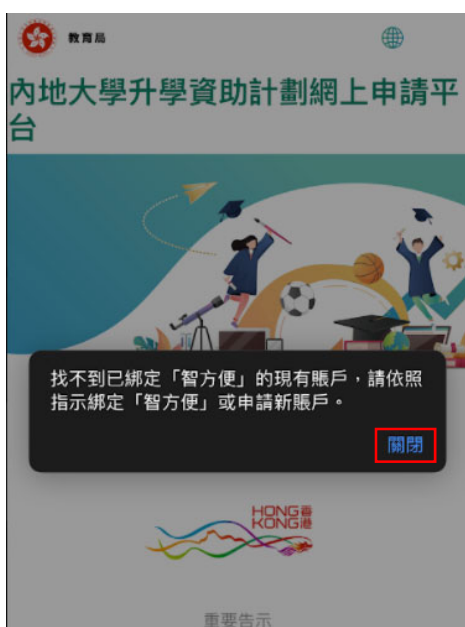 教育局
內地大學升學資助計劃網上申請平
台
找不到已綁定「智方便」的現有賬戶，請依照
指示綁定「智方便」或申請新賬戶。
關閉
HONG香
KONG港
重要告示